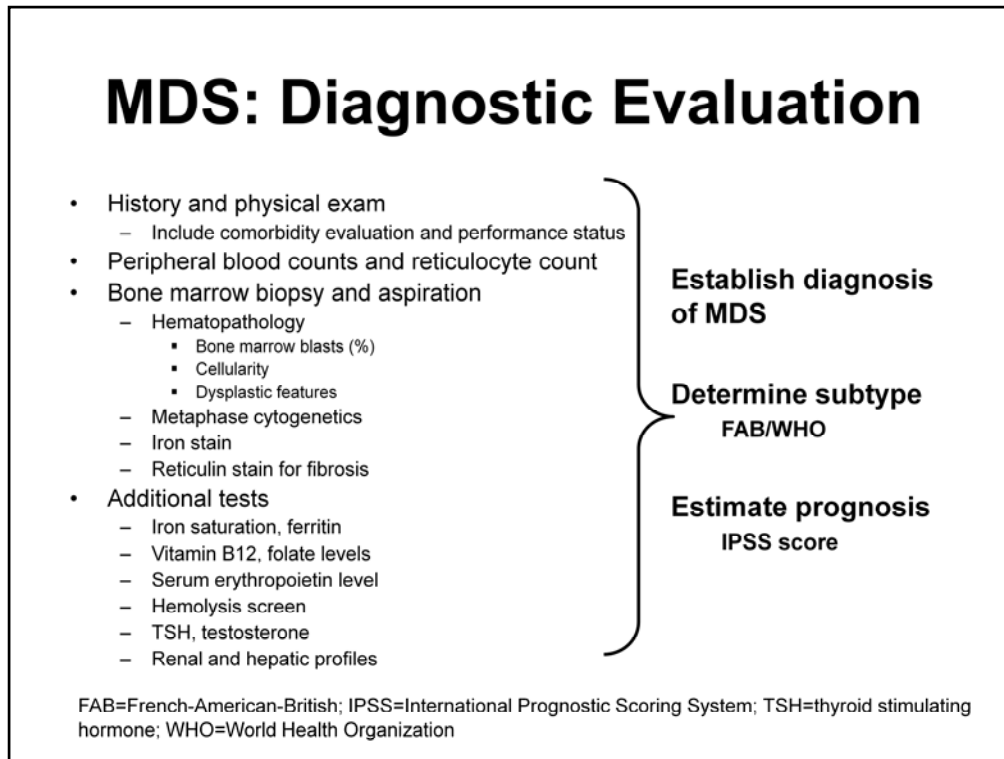 MDS: Diagnostic Evaluation
• History and physical exam
– Include comorbidity evaluation and performance status
• Peripheral blood counts and reticulocyte count
• Bone marrow biopsy and aspiration
– Hematopathology
▪ Bone marrow blasts (%)
▪ Cellularity
▪ Dysplastic features
– Metaphase cytogenetics
– Iron stain
– Reticulin stain for fibrosis
• Additional tests
– Iron saturation, ferritin
– Vitamin B12, folate levels
– Serum erythropoietin level
– Hemolysis screen
– TSH, testosterone
– Renal and hepatic profiles
Establish diagnosis
of MDS
Determine subtype
FAB/WHO
Estimate prognosis
IPSS score
FAB=French-American-British; IPSS=International Prognostic Scoring System; TSH=thyroid stimulating
hormone; WHO=World Health Organization